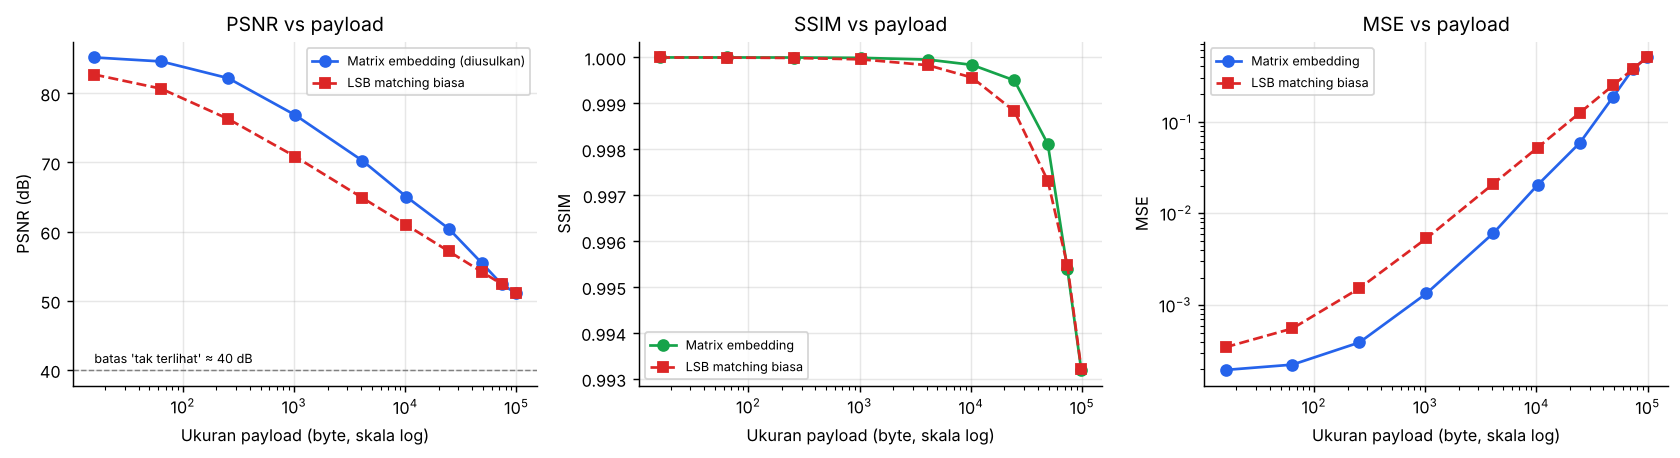 PSNR vs payload
Matrix embedding (diusulkan)
LSB matching biasa
80
70
60
50
40
PSNR (dB)
batas 'tak terlihat' ≈ 40 dB
10² 10³ 10⁴ 10⁵
Ukuran payload (byte, skala log)
SSIM vs payload
1.000
0.999
0.998
0.997
0.996
0.995
0.994
0.993
SSIM
Matrix embedding
LSB matching biasa
10² 10³ 10⁴ 10⁵
Ukuran payload (byte, skala log)
MSE vs payload
Matrix embedding
LSB matching biasa
10⁻¹
10⁻²
10⁻³
MSE
10² 10³ 10⁴ 10⁵
Ukuran payload (byte, skala log)